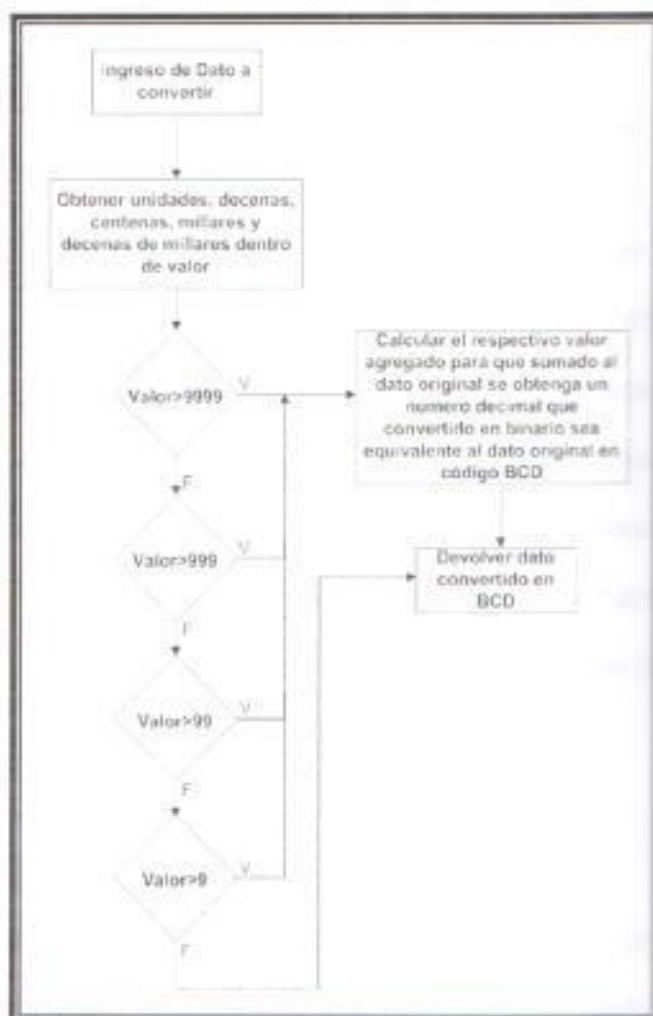 Ingreso de Dato a
convertir
Obtener unidades, decenas,
centenas, millares y
decenas de millares dentro
de valor
Valor>9999
V
F
Calcular el respectivo valor
agregado para que sumado al
dato original se obtenga un
numero decimal que
convertirlo en binario sea
equivalente al dato original en
código BCD
Valor>999
V
F
Devolver dato
convertido en
BCD
Valor>99
V
F
Valor>9
V
F